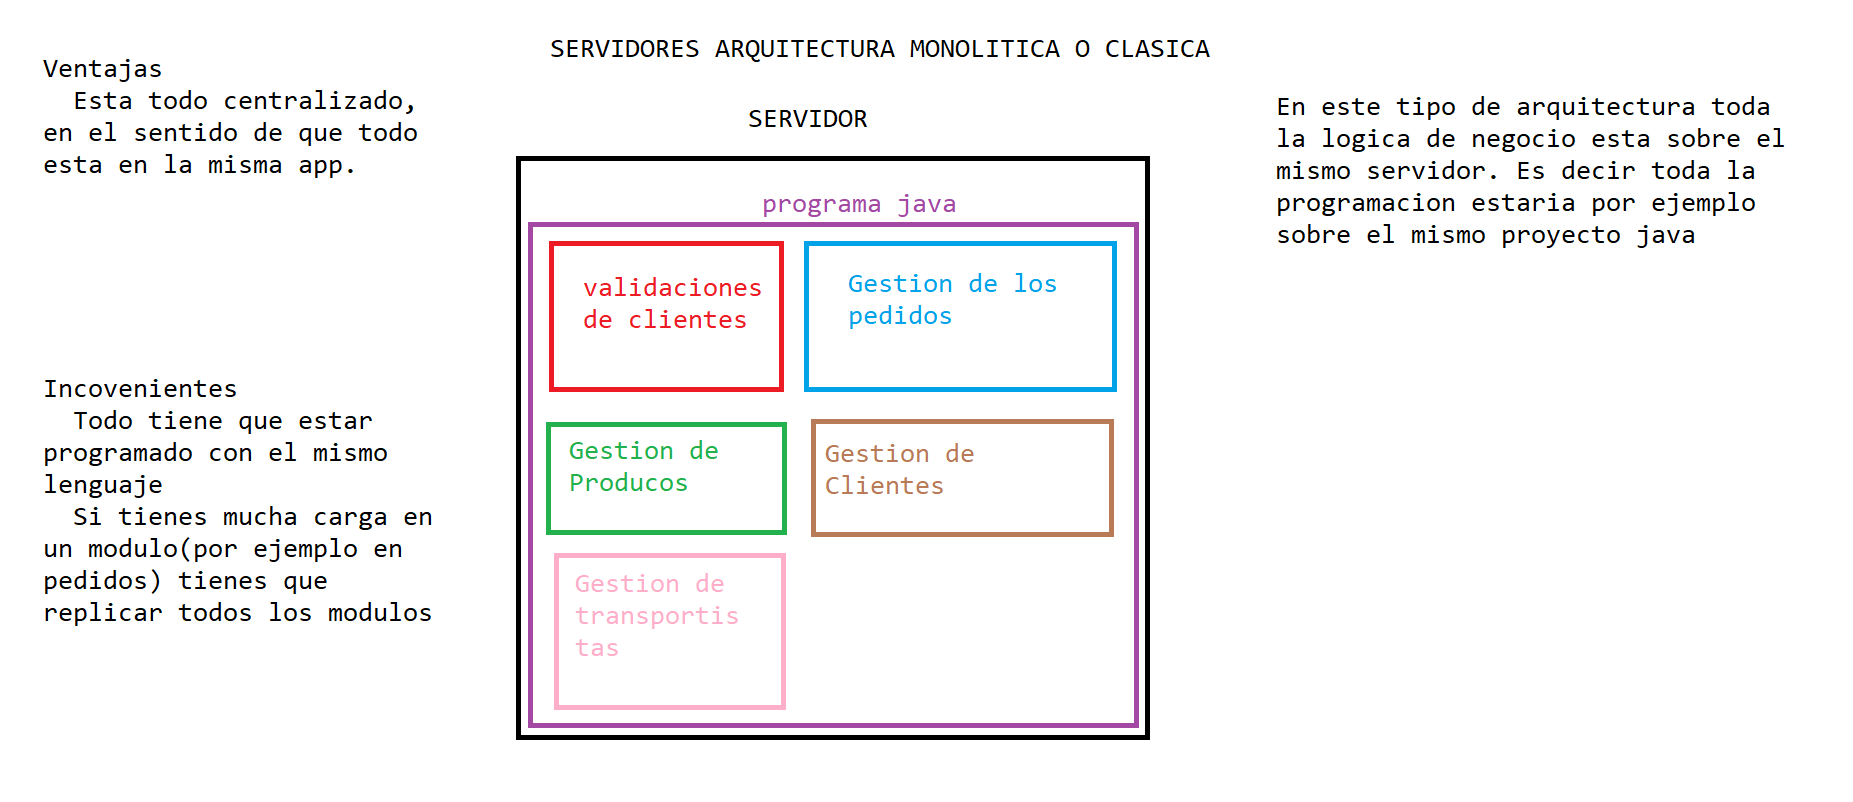 SERVIDORES ARQUITECTURA MONOLITICA O CLASICA
Ventajas
Esta todo centralizado,
en el sentido de que todo
esta en la misma app.
Incovenientes
Todo tiene que estar
programado con el mismo
lenguaje
Si tienes mucha carga en
un modulo(por ejemplo en
pedidos) tienes que
replicar todos los modulos
SERVIDOR
programa java
validaciones
de clientes
Gestion de los
pedidos
Gestion de
Producos
Gestion de
Clientes
Gestion de
transportis
tas
En este tipo de arquitectura toda
la logica de negocio esta sobre el
mismo servidor. Es decir toda la
programacion estaria por ejemplo
sobre el mismo proyecto java